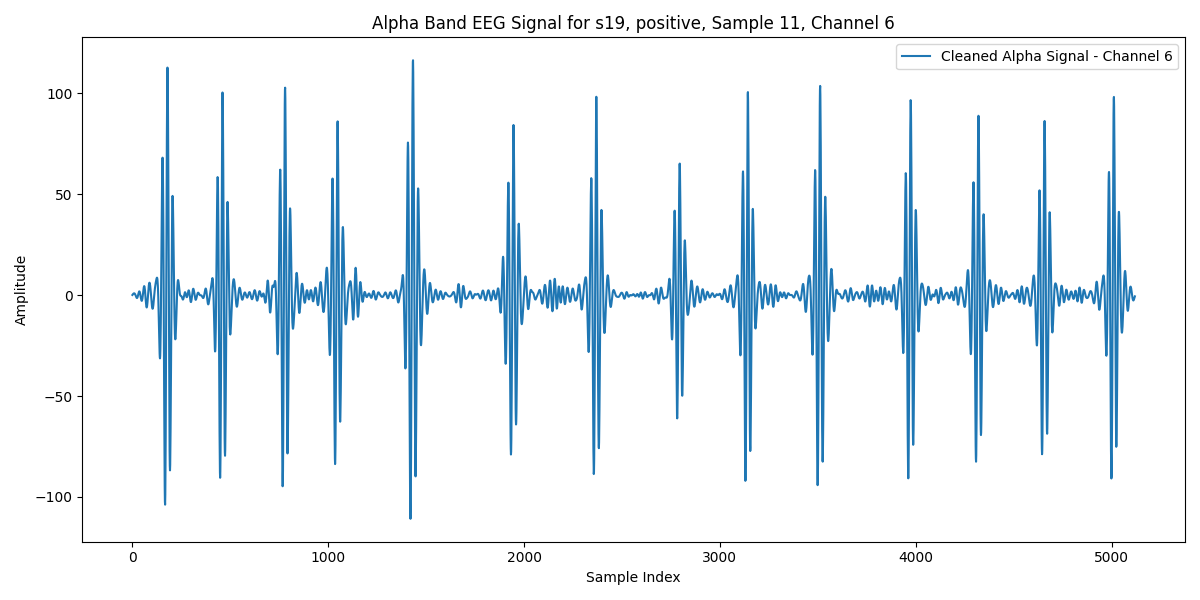 Alpha Band EEG Signal for s19, positive, Sample 11, Channel 6
Cleaned Alpha Signal - Channel 6
Amplitude
100
50
0
−50
−100
0 1000 2000 3000 4000 5000
Sample Index